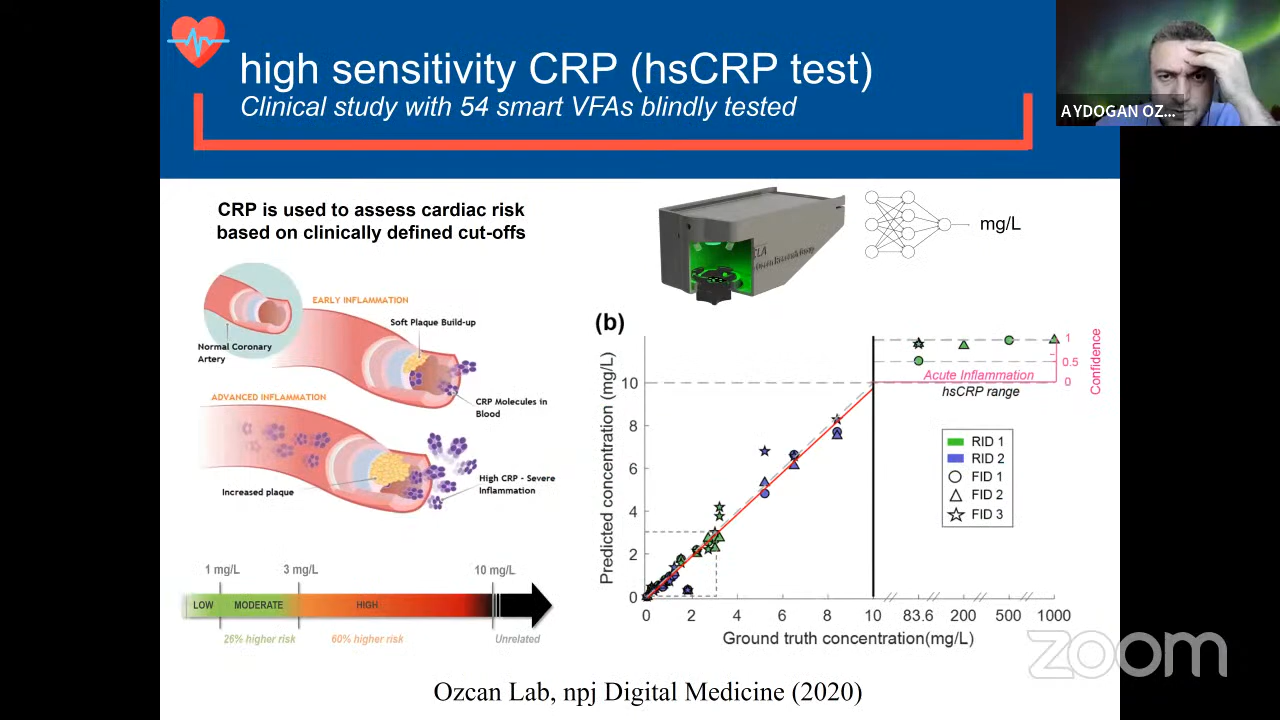 high sensitivity CRP (hsCRP test)
Clinical study with 54 smart VFAs blindly tested
AYDOGAN OZ...
CRP is used to assess cardiac risk
based on clinically defined cut-offs
EARLY INFLAMMATION
Soft Plaque Build-up
Normal Coronary
Artery
CRP Molecules in
Blood
ADVANCED INFLAMMATION
Increased plaque
High CRP - Severe
Inflammation
1 mg/L
3 mg/L
10 mg/L
LOW
MODERATE
HIGH
26% higher risk
60% higher risk
Unrelated
mg/L
(b)
Predicted concentration (mg/L)
10
8
6
4
2
0
0
2
4
6
8
10
83.6
200
500
1000
Ground truth concentration(mg/L)
Acute Inflammation
hsCRP range
1
0.5
0
Confidence
RID 1
RID 2
FID 1
FID 2
FID 3
zoom
Ozcan Lab, npj Digital Medicine (2020)